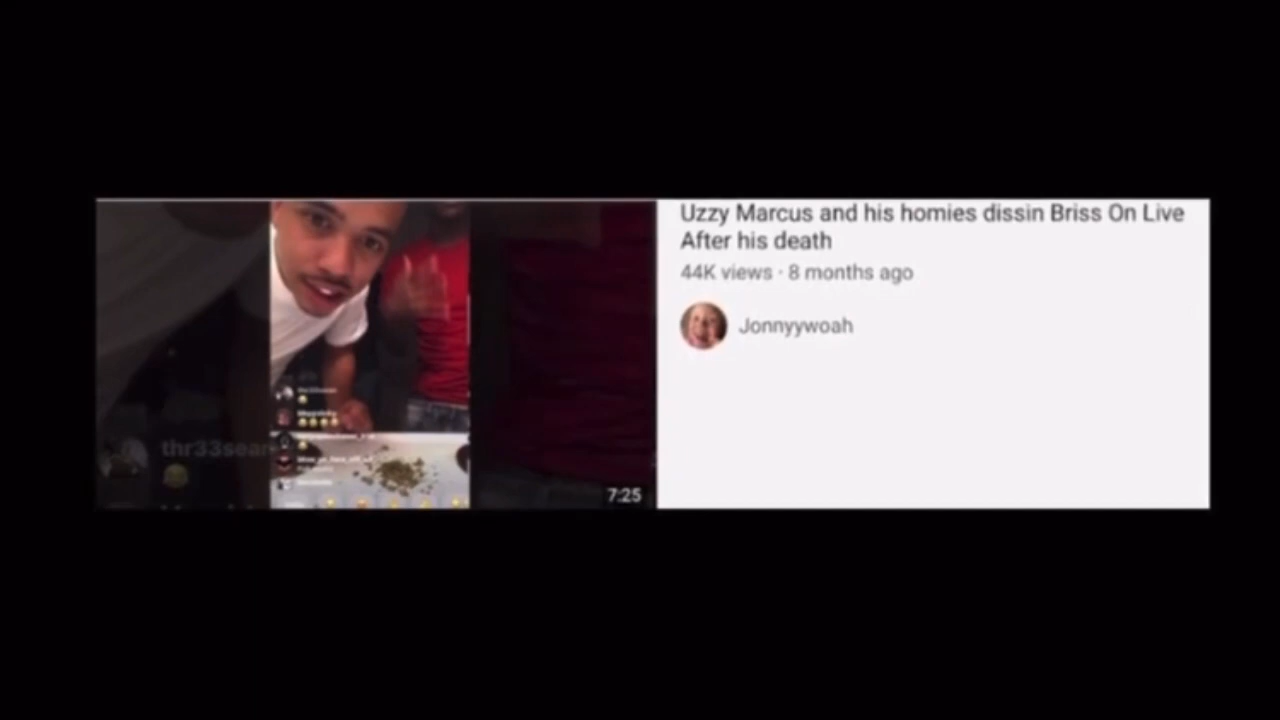 Uzzy Marcus and his homies dissin Briss On Live
After his death
44K views · 8 months ago
Jonnyywoah
thr33sean
7:25